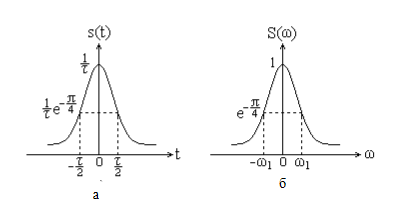 s(t)
1/τ
1/τ e^-π/4
-τ/2 0 τ/2 t
а
S(ω)
1
e^-π/4
-ω₁ 0 ω₁ ω
б